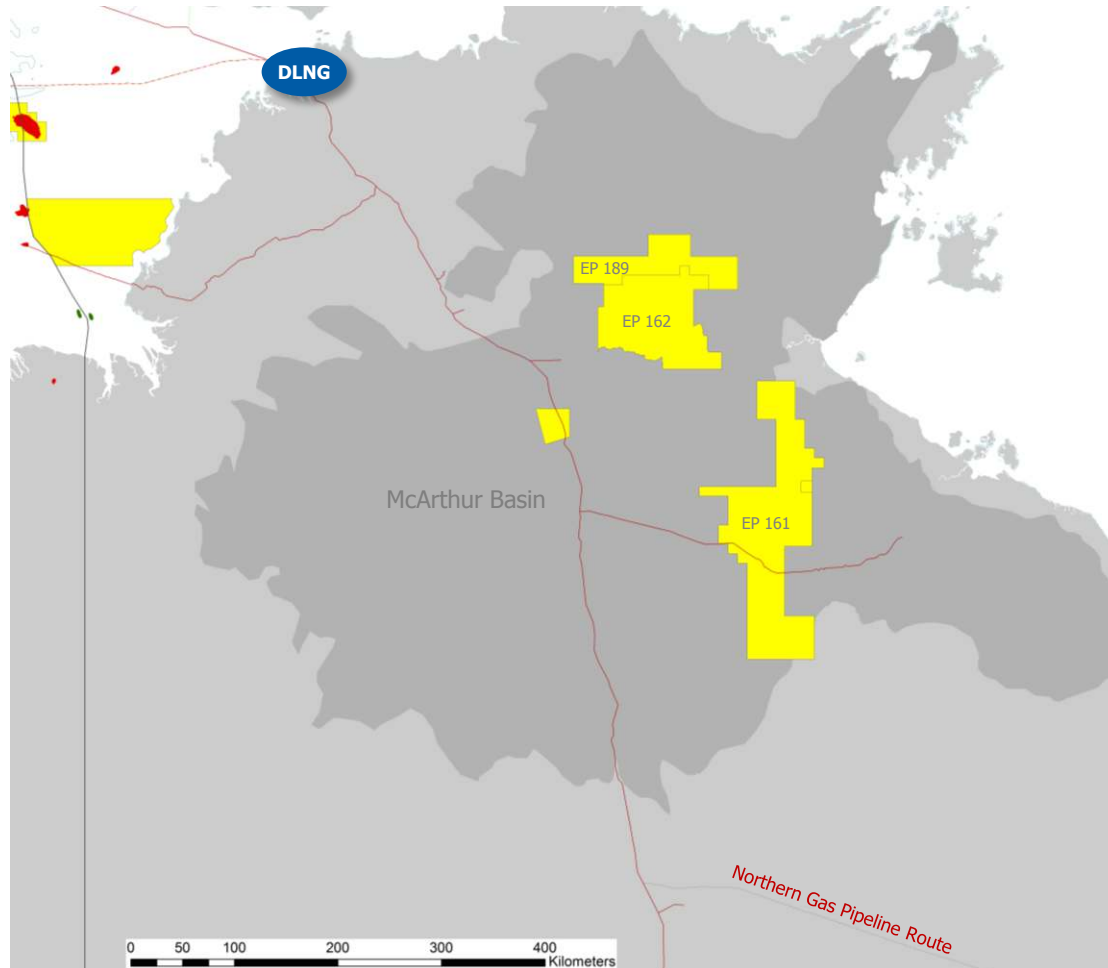 DLNG
EP 189
EP 162
McArthur Basin
EP 161
Northern Gas Pipeline Route
0 50 100 200 300 400
Kilometers